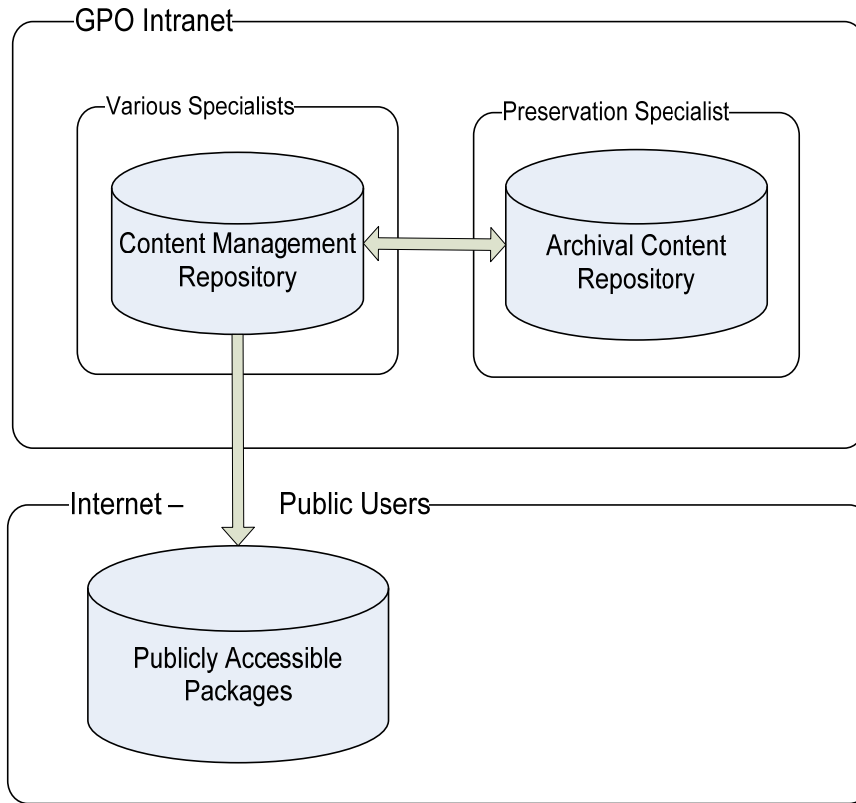 GPO Intranet
Various Specialists
Preservation Specialist
Content Management
Repository
Archival Content
Repository
Internet – Public Users
Publicly Accessible
Packages